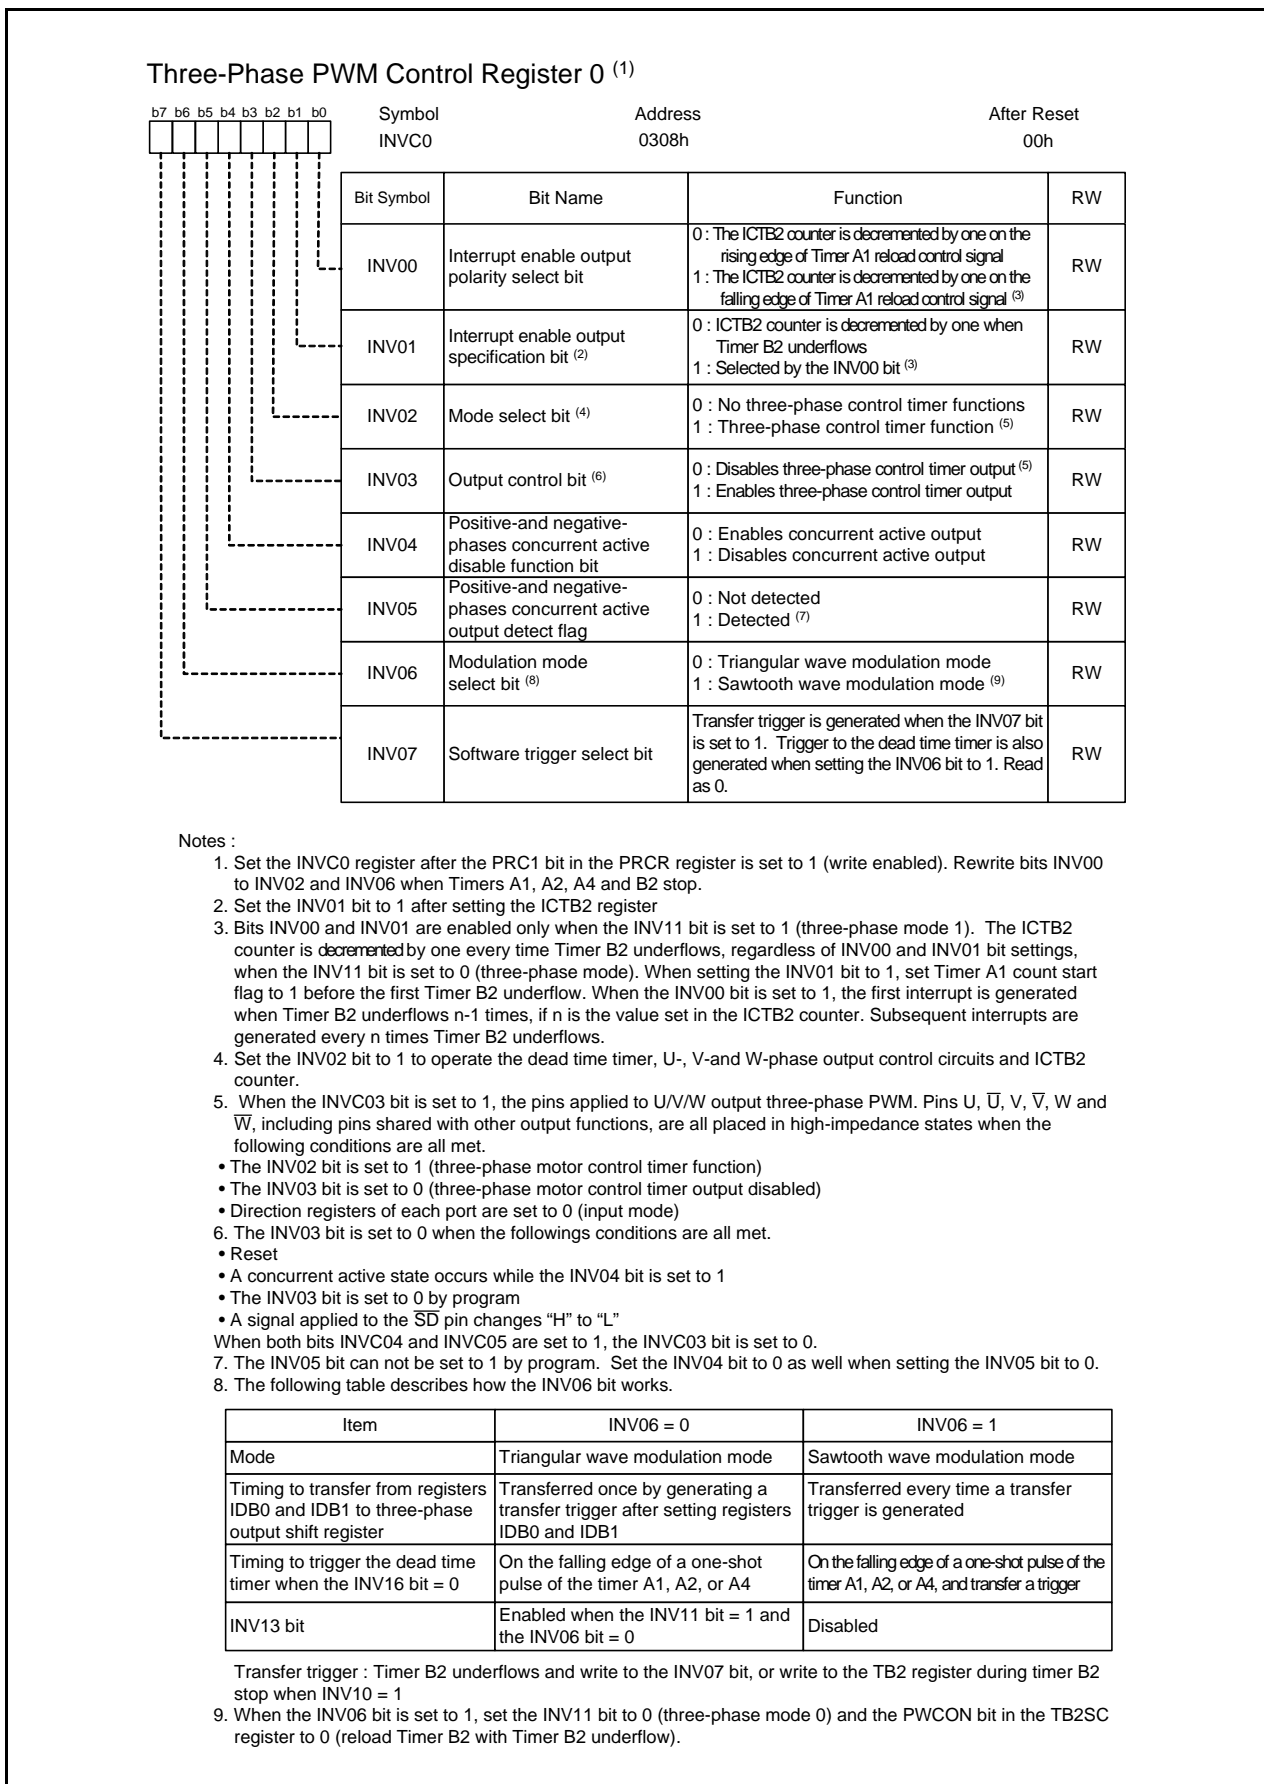 Three-Phase PWM Control Register 0 (1)
b7 b6 b5 b4 b3 b2 b1 b0
Symbol Address After Reset
INVC0 0308h 00h
Bit Symbol Bit Name Function RW
INV00
Interrupt enable output
polarity select bit
0 : The ICTB2 counter is decremented by one on the
rising edge of Timer A1 reload control signal
1 : The ICTB2 counter is decremented by one on the
falling edge of Timer A1 reload control signal (3)
RW
INV01
Interrupt enable output
specification bit (2)
0 : ICTB2 counter is decremented by one when
Timer B2 underflows
1 : Selected by the INV00 bit (3)
RW
INV02
Mode select bit (4)
0 : No three-phase control timer functions
1 : Three-phase control timer function (5)
RW
INV03
Output control bit (6)
0 : Disables three-phase control timer output (5)
1 : Enables three-phase control timer output
RW
INV04
Positive-and negative-
phases concurrent active
disable function bit
0 : Enables concurrent active output
1 : Disables concurrent active output
RW
INV05
Positive-and negative-
phases concurrent active
output detect flag
0 : Not detected
1 : Detected (7)
RW
INV06
Modulation mode
select bit (8)
0 : Triangular wave modulation mode
1 : Sawtooth wave modulation mode (9)
RW
INV07
Software trigger select bit
Transfer trigger is generated when the INV07 bit
is set to 1. Trigger to the dead time timer is also
generated when setting the INV06 bit to 1. Read
as 0.
RW
Notes :
1. Set the INVC0 register after the PRC1 bit in the PRCR register is set to 1 (write enabled). Rewrite bits INV00
to INV02 and INV06 when Timers A1, A2, A4 and B2 stop.
2. Set the INV01 bit to 1 after setting the ICTB2 register
3. Bits INV00 and INV01 are enabled only when the INV11 bit is set to 1 (three-phase mode 1). The ICTB2
counter is decremented by one every time Timer B2 underflows, regardless of INV00 and INV01 bit settings,
when the INV11 bit is set to 0 (three-phase mode). When setting the INV01 bit to 1, set Timer A1 count start
flag to 1 before the first Timer B2 underflow. When the INV00 bit is set to 1, the first interrupt is generated
when Timer B2 underflows n-1 times, if n is the value set in the ICTB2 counter. Subsequent interrupts are
generated every n times Timer B2 underflows.
4. Set the INV02 bit to 1 to operate the dead time timer, U-, V-and W-phase output control circuits and ICTB2
counter.
5. When the INVC03 bit is set to 1, the pins applied to U/V/W output three-phase PWM. Pins U, U̅, V, V̅, W and
W̅, including pins shared with other output functions, are all placed in high-impedance states when the
following conditions are all met.
• The INV02 bit is set to 1 (three-phase motor control timer function)
• The INV03 bit is set to 0 (three-phase motor control timer output disabled)
• Direction registers of each port are set to 0 (input mode)
6. The INV03 bit is set to 0 when the followings conditions are all met.
• Reset
• A concurrent active state occurs while the INV04 bit is set to 1
• The INV03 bit is set to 0 by program
• A signal applied to the S̅D̅ pin changes “H” to “L”
When both bits INVC04 and INVC05 are set to 1, the INVC03 bit is set to 0.
7. The INV05 bit can not be set to 1 by program. Set the INV04 bit to 0 as well when setting the INV05 bit to 0.
8. The following table describes how the INV06 bit works.
Item INV06 = 0 INV06 = 1
Mode
Triangular wave modulation mode
Sawtooth wave modulation mode
Timing to transfer from registers
IDB0 and IDB1 to three-phase
output shift register
Transferred once by generating a
transfer trigger after setting registers
IDB0 and IDB1
Transferred every time a transfer
trigger is generated
Timing to trigger the dead time
timer when the INV16 bit = 0
On the falling edge of a one-shot
pulse of the timer A1, A2, or A4
On the falling edge of a one-shot pulse of the
timer A1, A2, or A4, and transfer a trigger
INV13 bit
Enabled when the INV11 bit = 1 and
the INV06 bit = 0
Disabled
Transfer trigger : Timer B2 underflows and write to the INV07 bit, or write to the TB2 register during timer B2
stop when INV10 = 1
9. When the INV06 bit is set to 1, set the INV11 bit to 0 (three-phase mode 0) and the PWCON bit in the TB2SC
register to 0 (reload Timer B2 with Timer B2 underflow).